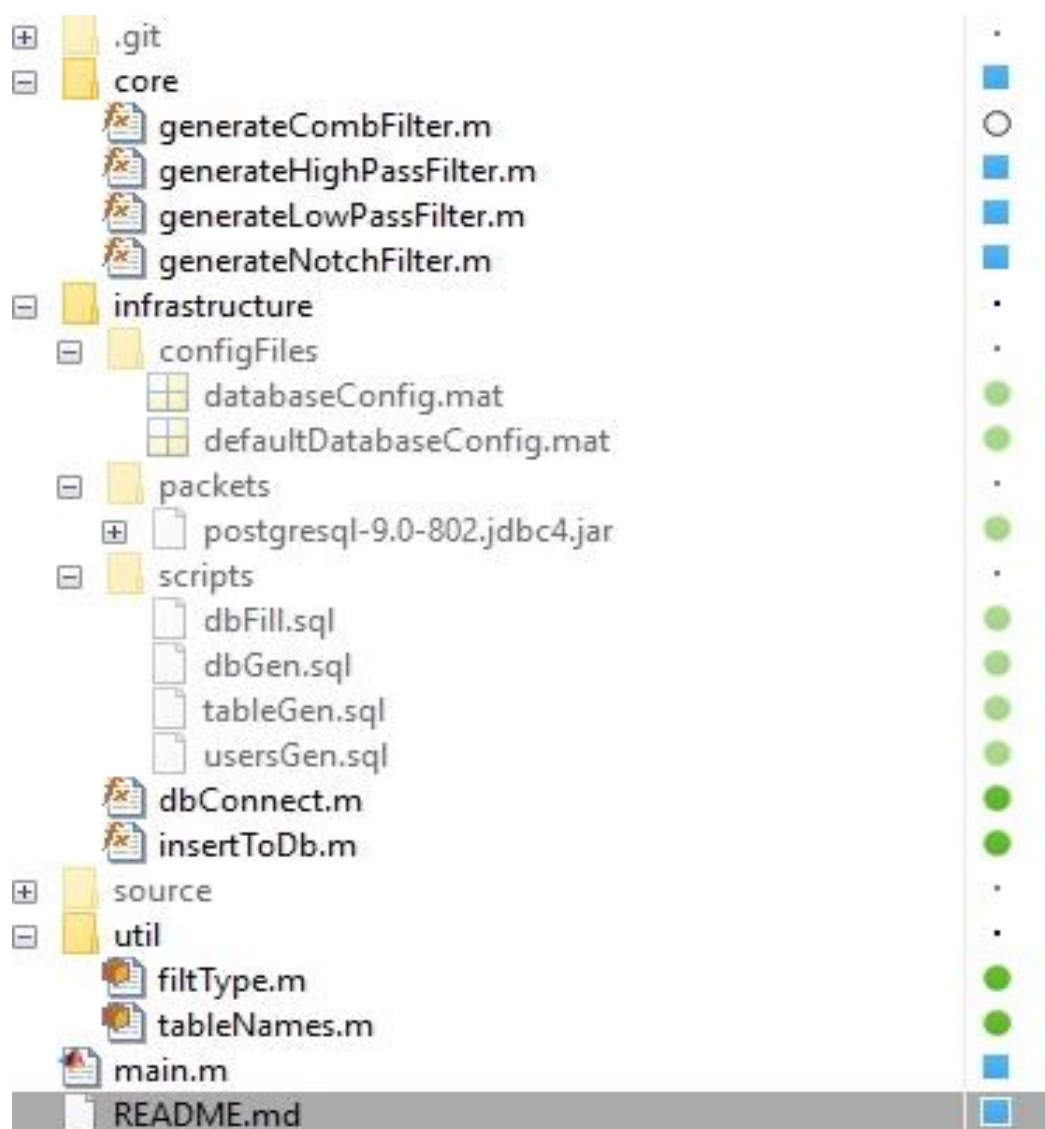 .git
core
generateCombFilter.m
generateHighPassFilter.m
generateLowPassFilter.m
generateNotchFilter.m
infrastructure
configFiles
databaseConfig.mat
defaultDatabaseConfig.mat
packets
postgresql-9.0-802.jdbc4.jar
scripts
dbFill.sql
dbGen.sql
tableGen.sql
usersGen.sql
dbConnect.m
insertToDb.m
source
util
filtType.m
tableNames.m
main.m
README.md